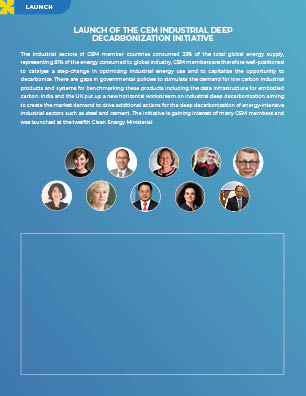 LAUNCH
LAUNCH OF THE CEM INDUSTRIAL DEEP
DECARBONIZATION INITIATIVE
The industrial sectors of CEM member countries consumed 23% of the total global energy supply,
representing 81% of the energy consumed to global industry, CEM members are therefore well-positioned
to catalyse a step-change in optimizing industrial energy use and to capitalise the opportunity to
decarbonize. There are gaps in governmental policies to stimulate the demand for low carbon industrial
products and systems for benchmarking these products including the data infrastructure for embodied
carbon. India and the UK put up a new horizontal workstream on industrial deep decarbonization aiming
to create the market demand to drive additional actions for the deep decarbonization of energy-intensive
industrial sectors such as steel and cement. The initiative is gaining interest of many CEM members and
was launched at the twelfth Clean Energy Ministerial.